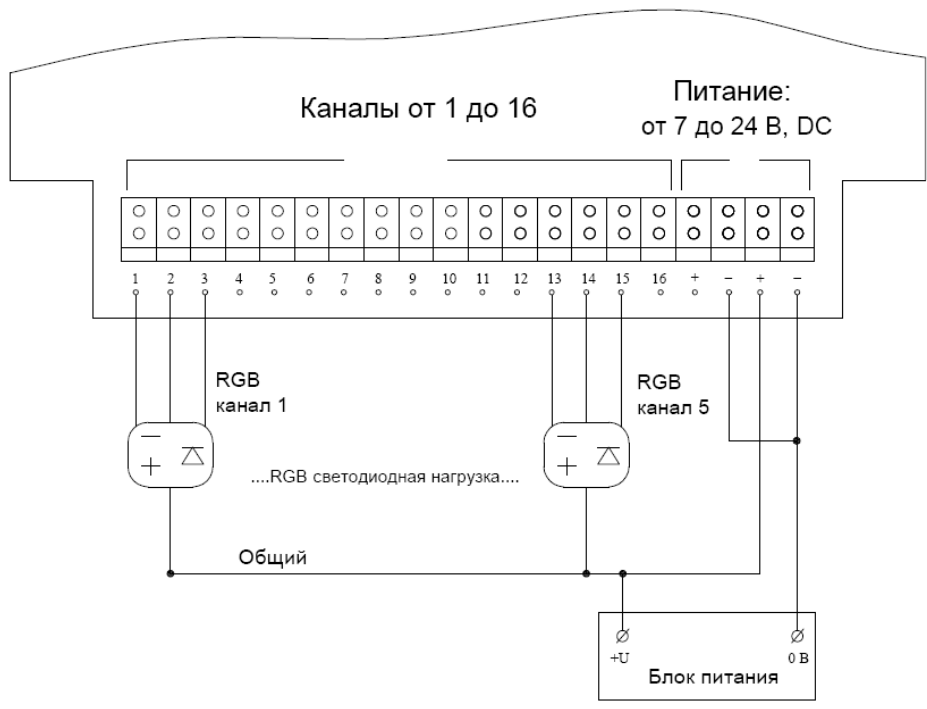 Каналы от 1 до 16
Питание:
от 7 до 24 В, DC
1 2 3 4 5 6 7 8 9 10 11 12 13 14 15 16 + − + −
RGB
канал 1
RGB
канал 5
− +
− +
....RGB светодиодная нагрузка....
Общий
+U
0 В
Блок питания